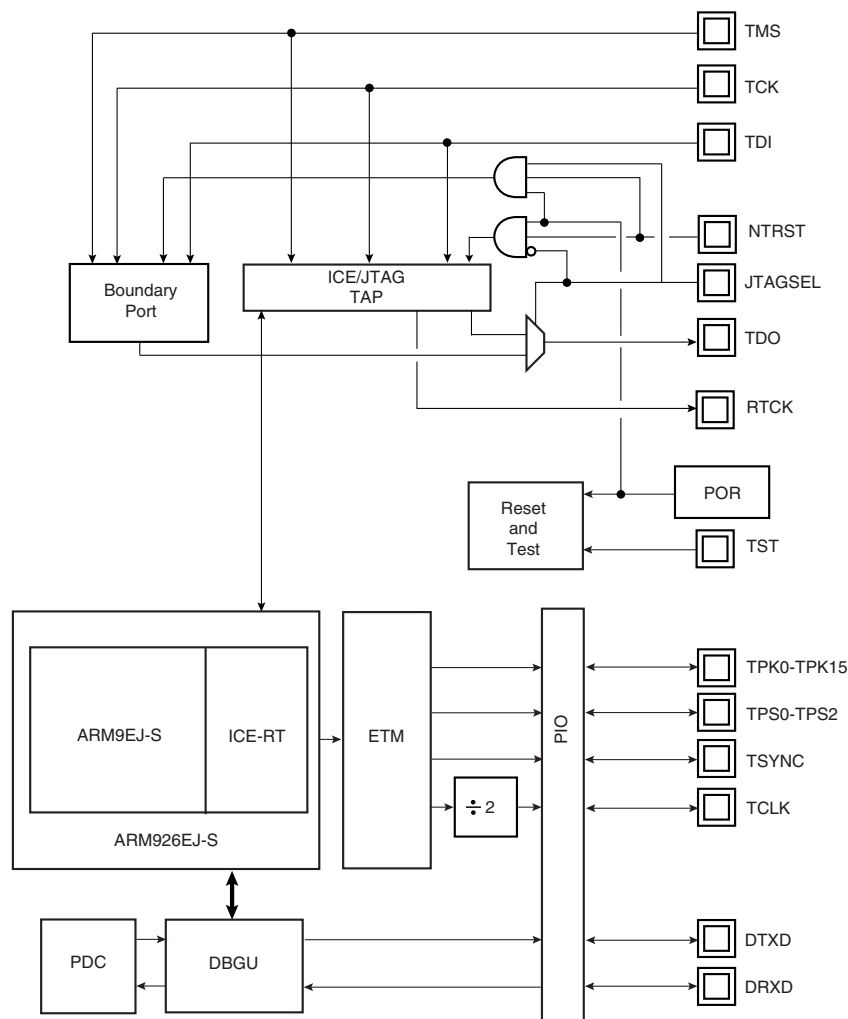 TMS
TCK
TDI
NTRST
ICE/JTAG
TAP
Boundary
Port
JTAGSEL
TDO
RTCK
POR
Reset
and
Test
TST
TPK0-TPK15
TPS0-TPS2
ARM9EJ-S
ICE-RT
ETM
PIO
TSYNC
÷ 2
TCLK
ARM926EJ-S
PDC
DBGU
DTXD
DRXD